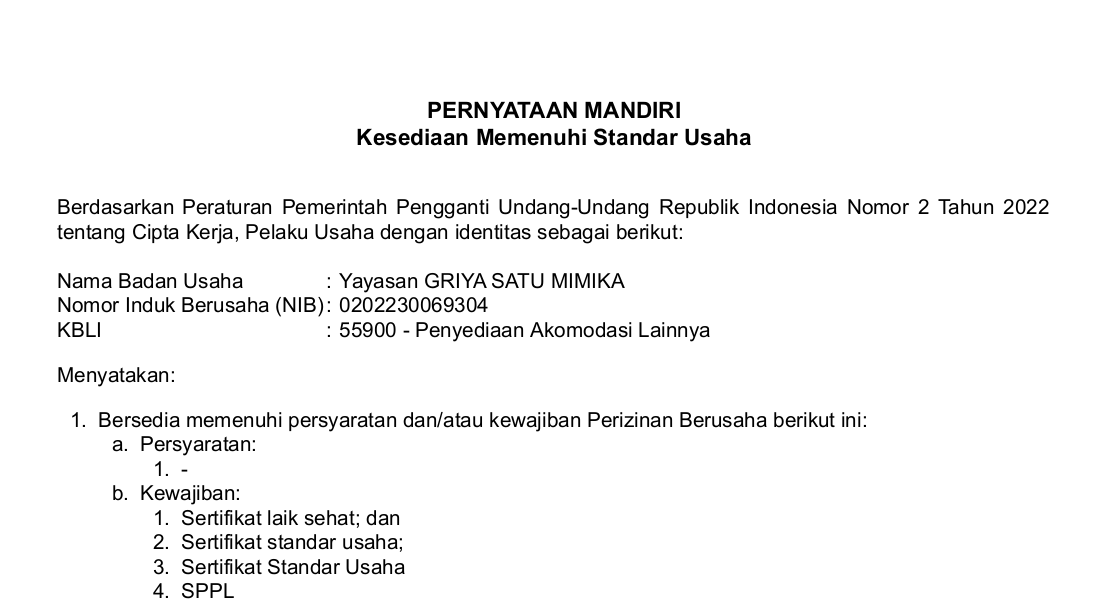 PERNYATAAN MANDIRI
Kesediaan Memenuhi Standar Usaha
Berdasarkan Peraturan Pemerintah Pengganti Undang-Undang Republik Indonesia Nomor 2 Tahun 2022
tentang Cipta Kerja, Pelaku Usaha dengan identitas sebagai berikut:
Nama Badan Usaha : Yayasan GRIYA SATU MIMIKA
Nomor Induk Berusaha (NIB) : 0202230069304
KBLI : 55900 - Penyediaan Akomodasi Lainnya
Menyatakan:
1. Bersedia memenuhi persyaratan dan/atau kewajiban Perizinan Berusaha berikut ini:
a. Persyaratan:
1. -
b. Kewajiban:
1. Sertifikat laik sehat; dan
2. Sertifikat standar usaha;
3. Sertifikat Standar Usaha
4. SPPL